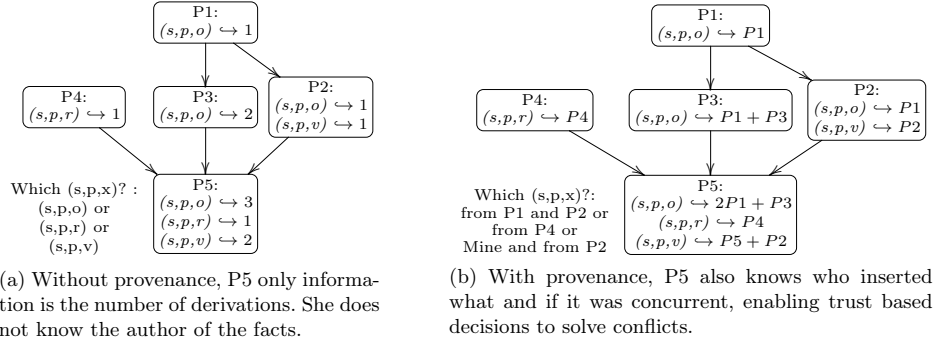 P1:
(s,p,o) ↪ 1
P4:
(s,p,r) ↪ 1
P3:
(s,p,o) ↪ 2
P2:
(s,p,o) ↪ 1
(s,p,v) ↪ 1
Which (s,p,x)? :
(s,p,o) or
(s,p,r) or
(s,p,v)
P5:
(s,p,o) ↪ 3
(s,p,r) ↪ 1
(s,p,v) ↪ 2
(a) Without provenance, P5 only informa-
tion is the number of derivations. She does
not know the author of the facts.
P1:
(s,p,o) ↪ P1
P4:
(s,p,r) ↪ P4
P3:
(s,p,o) ↪ P1 + P3
P2:
(s,p,o) ↪ P1
(s,p,v) ↪ P2
Which (s,p,x)?:
from P1 and P2 or
from P4 or
Mine and from P2
P5:
(s,p,o) ↪ 2P1 + P3
(s,p,r) ↪ P4
(s,p,v) ↪ P5 + P2
(b) With provenance, P5 also knows who inserted
what and if it was concurrent, enabling trust based
decisions to solve conflicts.